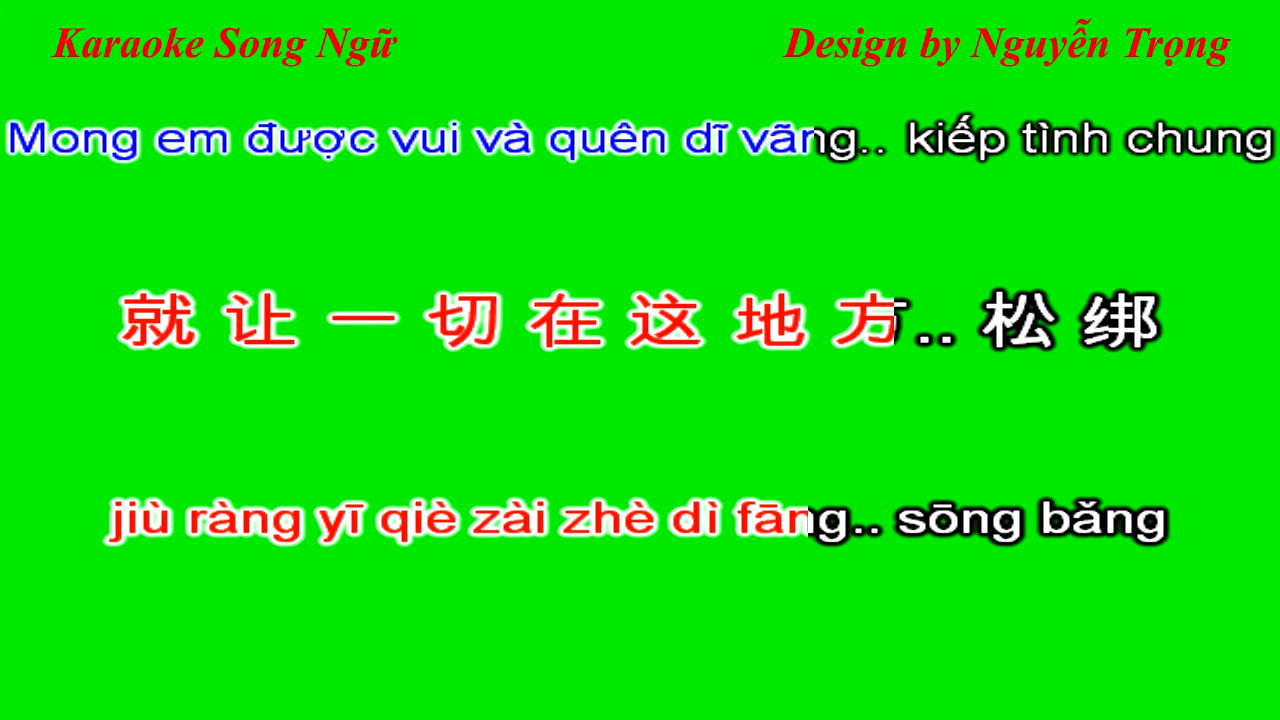 Karaoke Song Ngữ
Design by Nguyễn Trọng
Mong em được vui và quên dĩ vãng.. kiếp tình chung
就 让 一 切 在 这 地 方.. 松 绑
jiù ràng yī qiè zài zhè dì fāng.. sōng bǎng